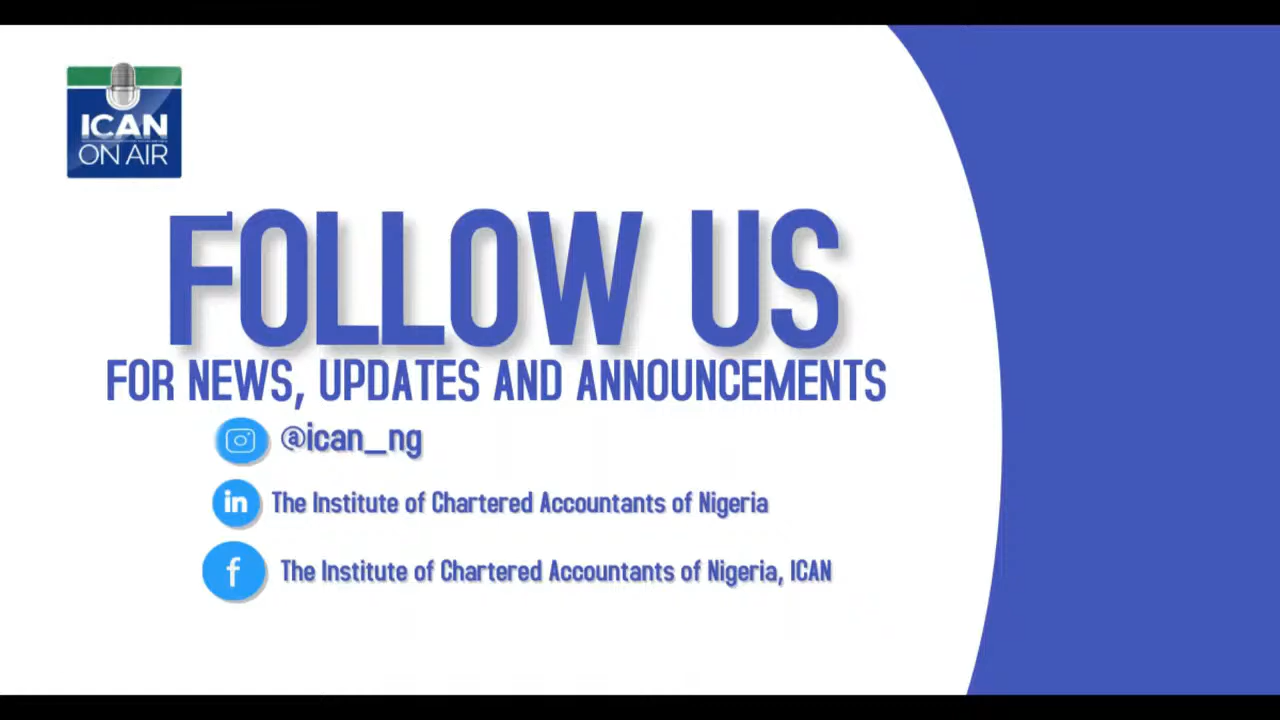 ICAN
ON AIR
FOLLOW US
FOR NEWS, UPDATES AND ANNOUNCEMENTS
@ican_ng
in The Institute of Chartered Accountants of Nigeria
f The Institute of Chartered Accountants of Nigeria, ICAN